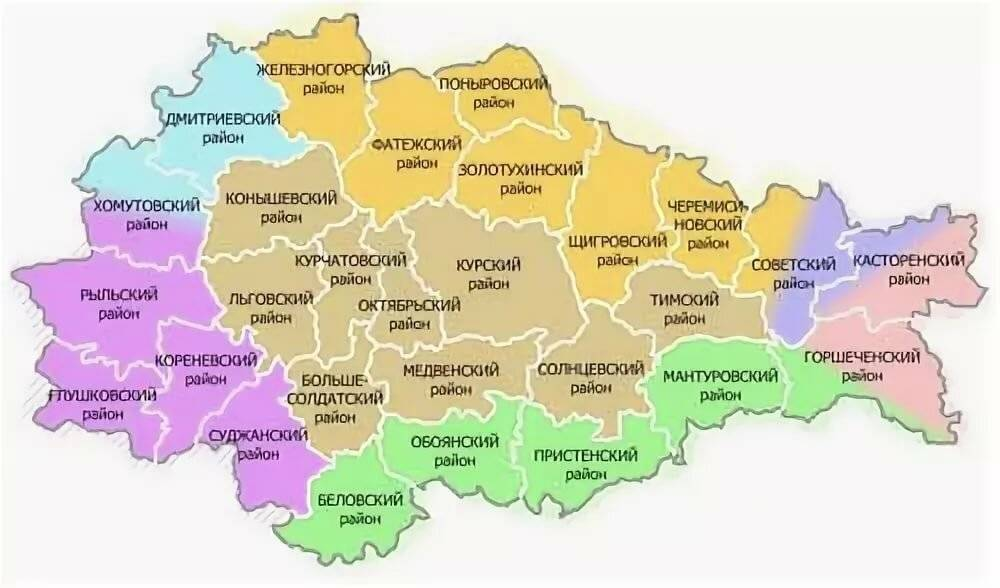 ЖЕЛЕЗНОГОРСКИЙ
район
ПОНЫРОВСКИЙ
район
ДМИТРИЕВСКИЙ
район
ФАТЕЖСКИЙ
район
ЗОЛОТУХИНСКИЙ
район
КОНЫШЕВСКИЙ
район
ХОМУТОВСКИЙ
район
ЧЕРЕМИСИ-
НОВСКИЙ
район
ЩИГРОВСКИЙ
район
КУРЧАТОВСКИЙ
район
КУРСКИЙ
район
СОВЕТСКИЙ
район
КАСТОРЕНСКИЙ
район
РЫЛЬСКИЙ
район
ЛЬГОВСКИЙ
район
ОКТЯБРЬСКИЙ
район
ТИМСКИЙ
район
КОРЕНЕВСКИЙ
район
ГОРШЕЧЕНСКИЙ
район
БОЛЬШЕ-
СОЛДАТСКИЙ
район
МЕДВЕНСКИЙ
район
СОЛНЦЕВСКИЙ
район
МАНТУРОВСКИЙ
район
ГЛУШКОВСКИЙ
район
СУДЖАНСКИЙ
район
ОБОЯНСКИЙ
район
ПРИСТЕНСКИЙ
район
БЕЛОВСКИЙ
район